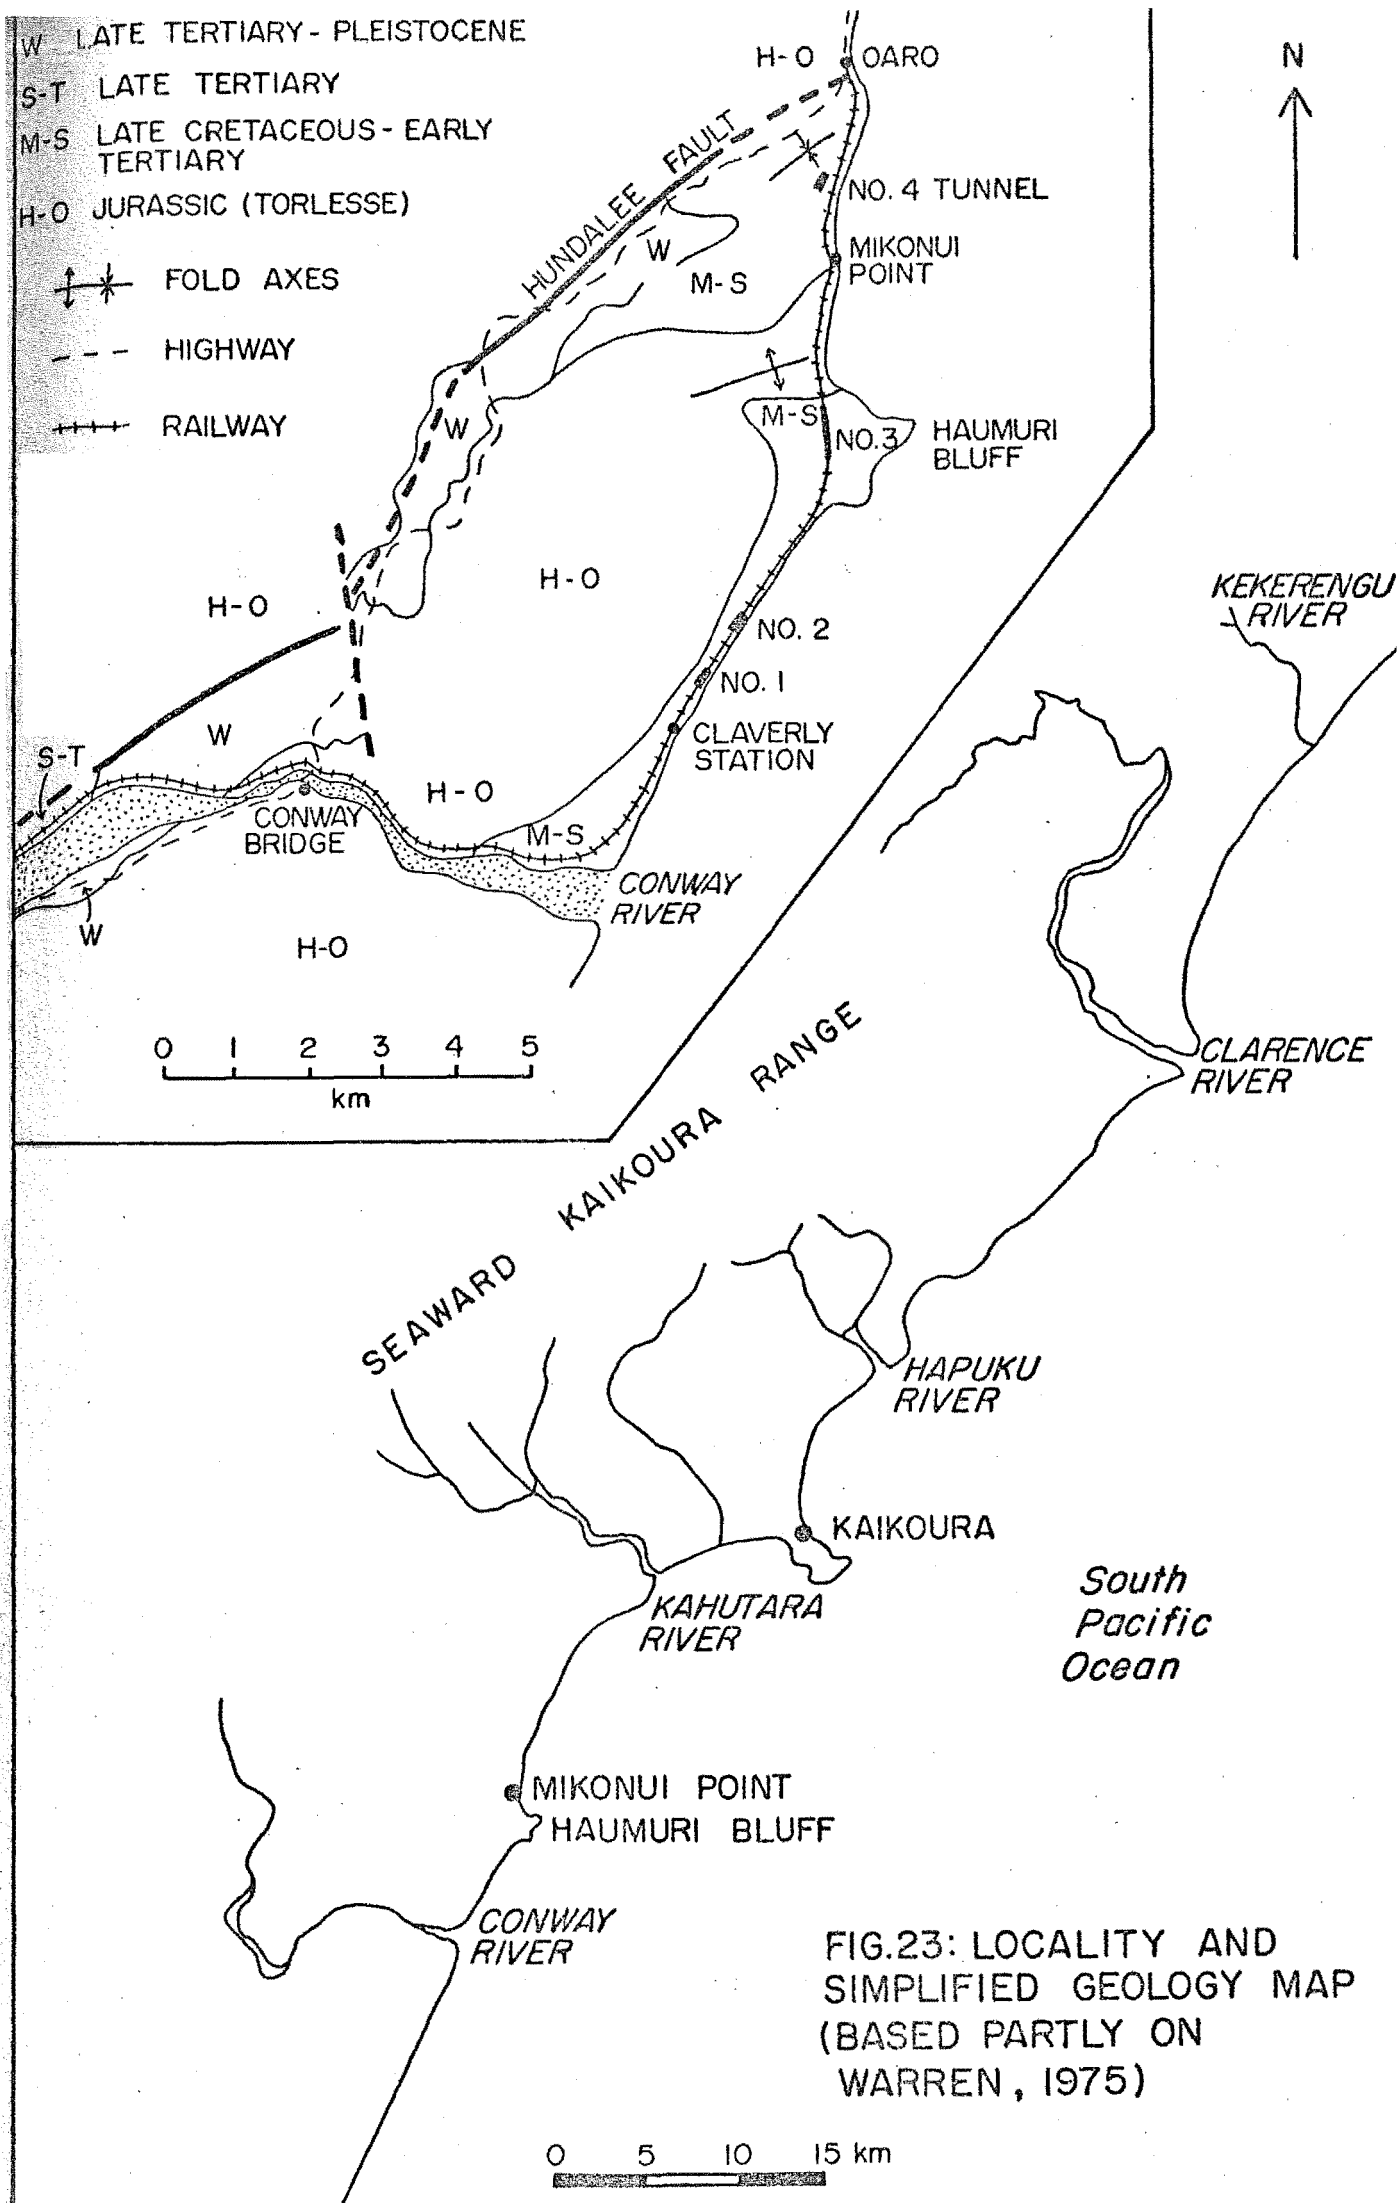 W LATE TERTIARY - PLEISTOCENE
S-T LATE TERTIARY
M-S LATE CRETACEOUS - EARLY
TERTIARY
H-O JURASSIC (TORLESSE)
FOLD AXES
HIGHWAY
RAILWAY
H-O
OARO
N
HUNDALEE FAULT
NO. 4 TUNNEL
W
MIKONUI
POINT
M-S
W
M-S
NO.3
HAUMURI
BLUFF
H-O
H-O
NO. 2
NO. 1
W
S-T
CLAVERLY
STATION
H-O
CONWAY
BRIDGE
M-S
CONWAY
RIVER
W
H-O
0 1 2 3 4 5
km
KEKERENGU
RIVER
CLARENCE
RIVER
SEAWARD KAIKOURA RANGE
HAPUKU
RIVER
KAIKOURA
KAHUTARA
RIVER
South
Pacific
Ocean
MIKONUI POINT
HAUMURI BLUFF
CONWAY
RIVER
FIG.23: LOCALITY AND
SIMPLIFIED GEOLOGY MAP
(BASED PARTLY ON
WARREN, 1975)
0 5 10 15 km